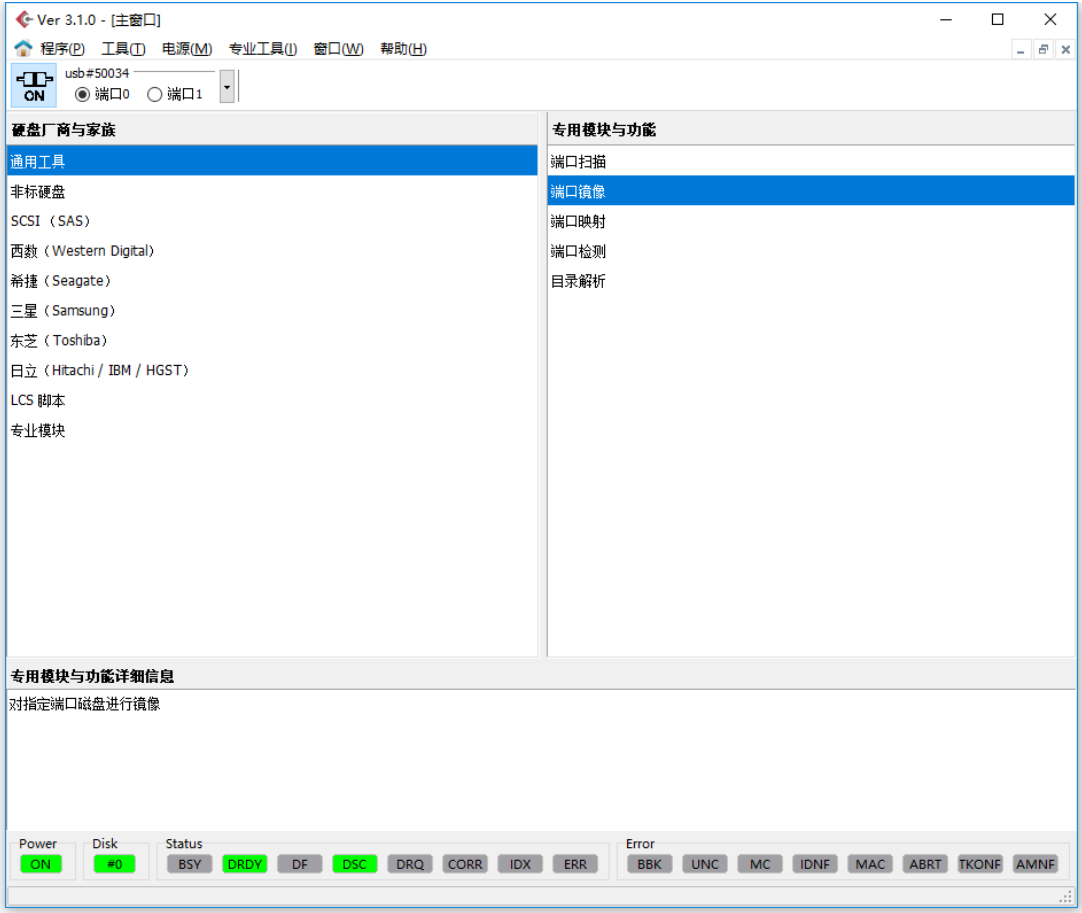 Ver 3.1.0 - [主窗口]
程序(P) 工具(T) 电源(M) 专业工具(I) 窗口(W) 帮助(H)
usb#50034
ON 端口0 端口1
硬盘厂商与家族
通用工具
非标硬盘
SCSI （SAS）
西数（Western Digital）
希捷（Seagate）
三星（Samsung）
东芝（Toshiba）
日立（Hitachi / IBM / HGST）
LCS 脚本
专业模块
专用模块与功能
端口扫描
端口镜像
端口映射
端口检测
目录解析
专用模块与功能详细信息
对指定端口磁盘进行镜像
Power Disk Status Error
ON #0 BSY DRDY DF DSC DRQ CORR IDX ERR BBK UNC MC IDNF MAC ABRT TKONF AMNF